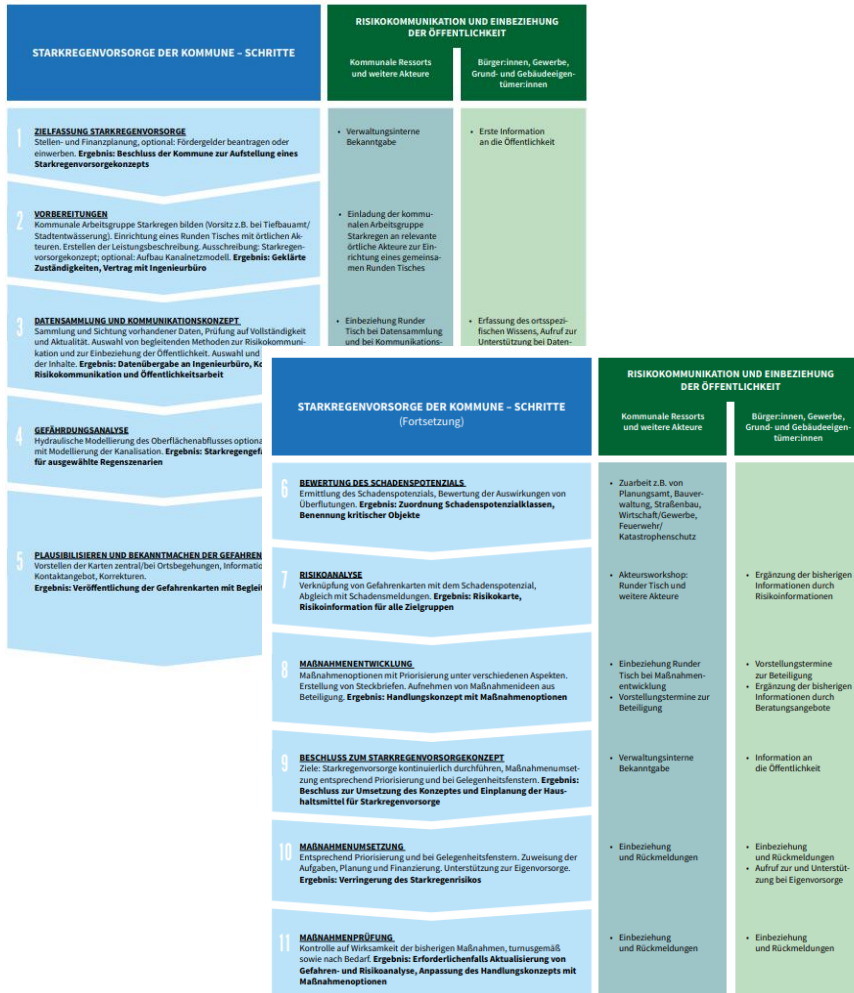 STARKREGENVORSORGE DER KOMMUNE – SCHRITTE
RISIKOKOMMUNIKATION UND EINBEZIEHUNG
DER ÖFFENTLICHKEIT
Kommunale Ressorts
und weitere Akteure
Bürger:innen, Gewerbe,
Grund- und Gebäudeeigen-
tümer:innen
1
ZIELFASSUNG STARKREGENVORSORGE
Stellen- und Finanzplanung, optional: Fördergelder beantragen oder
einwerben. Ergebnis: Beschluss der Kommune zur Aufstellung eines
Starkregenvorsorgekonzepts
• Verwaltungsinterne
Bekanntgabe
• Erste Information
an die Öffentlichkeit
2
VORBEREITUNGEN
Kommunale Arbeitsgruppe Starkregen bilden (Vorsitz z.B. bei Tiefbauamt/
Stadtentwässerung). Einrichtung eines Runden Tisches mit örtlichen Ak-
teuren. Erstellen der Leistungsbeschreibung. Ausschreibung: Starkregen-
vorsorgekonzept; optional: Aufbau Kanalnetzmodell. Ergebnis: Geklärte
Zuständigkeiten, Vertrag mit Ingenieurbüro
• Einladung der kommu-
nalen Arbeitsgruppe
Starkregen an relevante
örtliche Akteure zur Ein-
richtung eines gemeinsa-
men Runden Tisches
3
DATENSAMMLUNG UND KOMMUNIKATIONSKONZEPT
Sammlung und Sichtung vorhandener Daten, Prüfung auf Vollständigkeit
und Aktualität. Auswahl von begleitenden Methoden zur Risikokommuni-
kation und zur Einbeziehung der Öffentlichkeit. Auswahl und
der Inhalte. Ergebnis: Datenübergabe an Ingenieurbüro, Ko
Risikokommunikation und Öffentlichkeitsarbeit
• Einbeziehung Runder
Tisch bei Datensammlung
und bei Kommunikations-
• Erfassung des ortsspezi-
fischen Wissens, Aufruf zur
Unterstützung bei Daten-
4
GEFÄHRDUNGSANALYSE
Hydraulische Modellierung des Oberflächenabflusses optiona
mit Modellierung der Kanalisation. Ergebnis: Starkregengefa
für ausgewählte Regenszenarien
5
PLAUSIBILISIEREN UND BEKANNTMACHEN DER GEFAHREN
Vorstellen der Karten zentral/bei Ortsbegehungen, Informatio
Kontaktangebot, Korrekturen.
Ergebnis: Veröffentlichung der Gefahrenkarten mit Begleit
STARKREGENVORSORGE DER KOMMUNE – SCHRITTE
(Fortsetzung)
RISIKOKOMMUNIKATION UND EINBEZIEHUNG
DER ÖFFENTLICHKEIT
Kommunale Ressorts
und weitere Akteure
Bürger:innen, Gewerbe,
Grund- und Gebäudeeigen-
tümer:innen
6
BEWERTUNG DES SCHADENSPOTENZIALS
Ermittlung des Schadenspotenzials, Bewertung der Auswirkungen von
Überflutungen. Ergebnis: Zuordnung Schadenspotenzialklassen,
Benennung kritischer Objekte
• Zuarbeit z.B. von
Planungsamt, Bauver-
waltung, Straßenbau,
Wirtschaft/Gewerbe,
Feuerwehr/
Katastrophenschutz
7
RISIKOANALYSE
Verknüpfung von Gefahrenkarten mit dem Schadenspotenzial,
Abgleich mit Schadensmeldungen. Ergebnis: Risikokarte,
Risikoinformation für alle Zielgruppen
• Akteursworkshop:
Runder Tisch und
weitere Akteure
• Ergänzung der bisherigen
Informationen durch
Risikoinformationen
8
MAẞNAHMENENTWICKLUNG
Maßnahmenoptionen mit Priorisierung unter verschiedenen Aspekten.
Erstellung von Steckbriefen. Aufnehmen von Maßnahmenideen aus
Beteiligung. Ergebnis: Handlungskonzept mit Maßnahmenoptionen
• Einbeziehung Runder
Tisch bei Maßnahmen-
entwicklung
• Vorstellungstermine zur
Beteiligung
• Vorstellungstermine
zur Beteiligung
• Ergänzung der bisherigen
Informationen durch
Beratungsangebote
9
BESCHLUSS ZUM STARKREGENVORSORGEKONZEPT
Ziele: Starkregenvorsorge kontinuierlich durchführen, Maßnahmenumset-
zung entsprechend Priorisierung und bei Gelegenheitsfenstern. Ergebnis:
Beschluss zur Umsetzung des Konzeptes und Einplanung der Haus-
haltsmittel für Starkregenvorsorge
• Verwaltungsinterne
Bekanntgabe
• Information an
die Öffentlichkeit
10
MAẞNAHMENUMSETZUNG
Entsprechend Priorisierung und bei Gelegenheitsfenstern. Zuweisung der
Aufgaben, Planung und Finanzierung. Unterstützung zur Eigenvorsorge.
Ergebnis: Verringerung des Starkregenrisikos
• Einbeziehung
und Rückmeldungen
• Einbeziehung
und Rückmeldungen
• Aufruf zur und Unterstüt-
zung bei Eigenvorsorge
11
MAẞNAHMENPRÜFUNG
Kontrolle auf Wirksamkeit der bisherigen Maßnahmen, turnusgemäß
sowie nach Bedarf. Ergebnis: Erforderlichenfalls Aktualisierung von
Gefahren- und Risikoanalyse, Anpassung des Handlungskonzepts mit
Maßnahmenoptionen
• Einbeziehung
und Rückmeldungen
• Einbeziehung
und Rückmeldungen